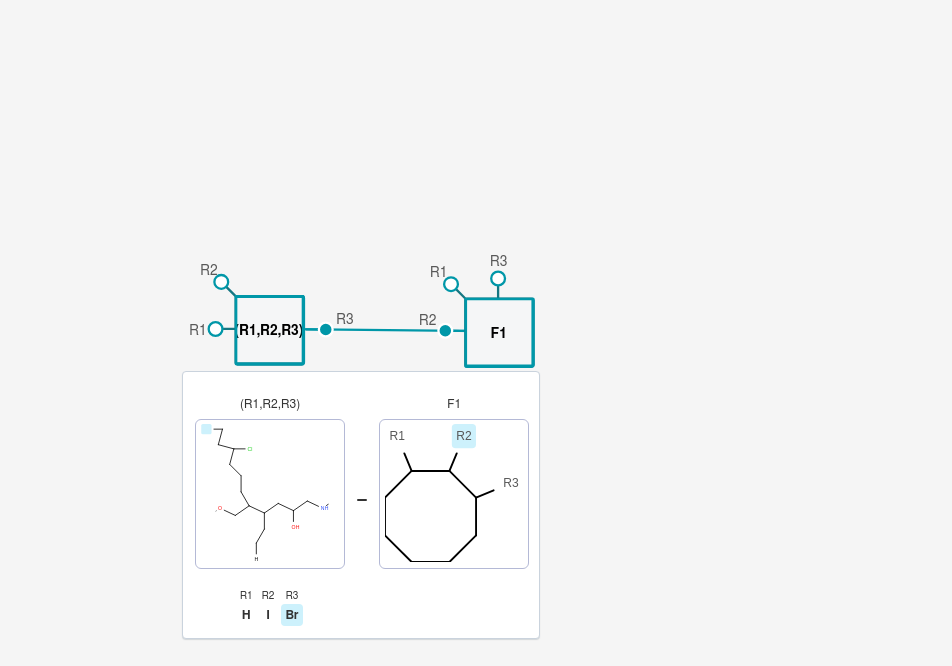 R2
R1
R3
R1 (R1,R2,R3) R3
R2 F1
(R1,R2,R3) F1
Cl
O
OH
NH
H
R1 R2
R3
R1 R2 R3
H I Br